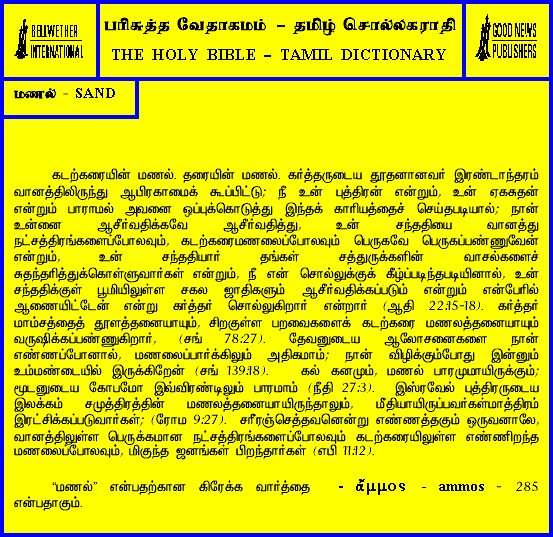 BELLWETHER
INTERNATIONAL
பரிசுத்த வேதாகமம் – தமிழ் சொல்லகராதி
THE HOLY BIBLE – TAMIL DICTIONARY
GOOD NEWS
PUBLISHERS
மணல் - SAND
கடற்கரையின் மணல். தரையின் மணல். கர்த்தருடைய தூதனானவர் இரண்டாந்தரம்
வானத்திலிருந்து ஆபிரகாமைக் கூப்பிட்டு; நீ உன் புத்திரன் என்றும், உன் ஏகசுதன்
என்றும் பாராமல் அவனை ஒப்புக்கொடுத்து இந்தக் காரியத்தைச் செய்தபடியால்; நான்
உன்னை ஆசீர்வதிக்கவே ஆசீர்வதித்து, உன் சந்ததியை வானத்து
நட்சத்திரங்களைப்போலவும், கடற்கரைமணலைப்போலவும் பெருகவே பெருகப்பண்ணுவேன்
என்றும், உன் சந்ததியார் தங்கள் சத்துருக்களின் வாசல்களைச்
சுதந்தரித்துக்கொள்ளுவார்கள் என்றும், நீ என் சொல்லுக்குக் கீழ்ப்படிந்தபடியினால், உன்
சந்ததிக்குள் பூமியிலுள்ள சகல ஜாதிகளும் ஆசீர்வதிக்கப்படும் என்றும் என்பேரில்
ஆணையிட்டேன் என்று கர்த்தர் சொல்லுகிறார் என்றார் (ஆதி 22:15-18). கர்த்தர்
மாம்சத்தைத் தூளத்தனையாயும், சிறகுள்ள பறவைகளைக் கடற்கரை மணலத்தனையாயும்
வருஷிக்கப்பண்ணுகிறார், (சங் 78:27). தேவனுடைய ஆலோசனைகளை நான்
எண்ணப்போனால், மணலைப்பார்க்கிலும் அதிகமாம்; நான் விழிக்கும்போது இன்னும்
உம்மண்டையில் இருக்கிறேன் (சங் 139:18). கல் கனமும், மணல் பாரமுமாயிருக்கும்;
மூடனுடைய கோபமோ இவ்விரண்டிலும் பாரமாம் (நீதி 27:3). இஸ்ரவேல் புத்திரருடைய
இலக்கம் சமுத்திரத்தின் மணலத்தனையாயிருந்தாலும், மீதியாயிருப்பவர்கள்மாத்திரம்
இரட்சிக்கப்படுவார்கள்; (ரோம 9:27). சரீரஞ்செத்தவனென்று எண்ணத்தகும் ஒருவனாலே,
வானத்திலுள்ள பெருக்கமான நட்சத்திரங்களைப்போலவும் கடற்கரையிலுள்ள எண்ணிறந்த
மணலைப்போலவும், மிகுந்த ஜனங்கள் பிறந்தார்கள் (எபி 11:12).
“மணல்” என்பதற்கான கிரேக்க வார்த்தை - ἄμμος - ammos - 285
என்பதாகும்.